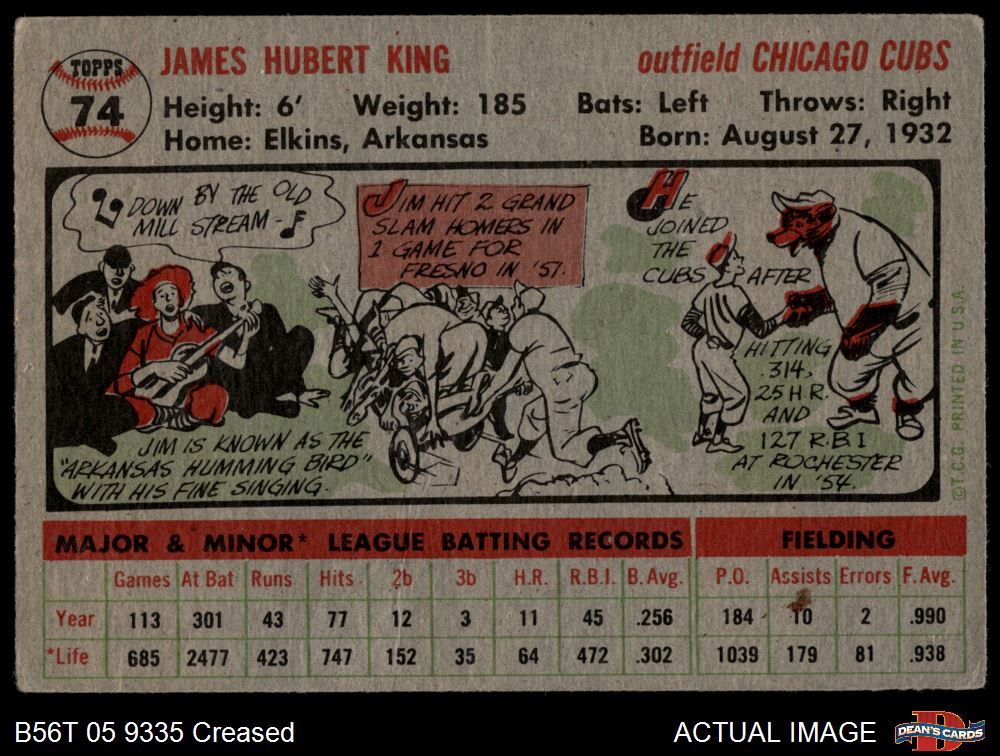 TOPPS
74
JAMES HUBERT KING
outfield CHICAGO CUBS
Height: 6' Weight: 185 Bats: Left Throws: Right
Home: Elkins, Arkansas Born: August 27, 1932
DOWN BY THE OLD
MILL STREAM-
JIM IS KNOWN AS THE
"ARKANSAS HUMMING BIRD"
WITH HIS FINE SINGING.
JIM HIT 2 GRAND
SLAM HOMERS IN
1 GAME FOR
FRESNO IN '51.
HE
JOINED
THE
CUBS AFTER
HITTING
.314,
25 H.R.
AND
127 R.B.I
AT ROCHESTER
IN '54.
©T.C.G. PRINTED IN U.S.A.
MAJOR & MINOR* LEAGUE BATTING RECORDS FIELDING
Games At Bat Runs Hits 2b 3b H.R. R.B.I. B. Avg. P.O. Assists Errors F. Avg.
Year 113 301 43 77 12 3 11 45 .256 184 10 2 .990
*Life 685 2477 423 747 152 35 64 472 .302 1039 179 81 .938
B56T 05 9335 Creased
ACTUAL IMAGE
D
DEAN'S CARDS